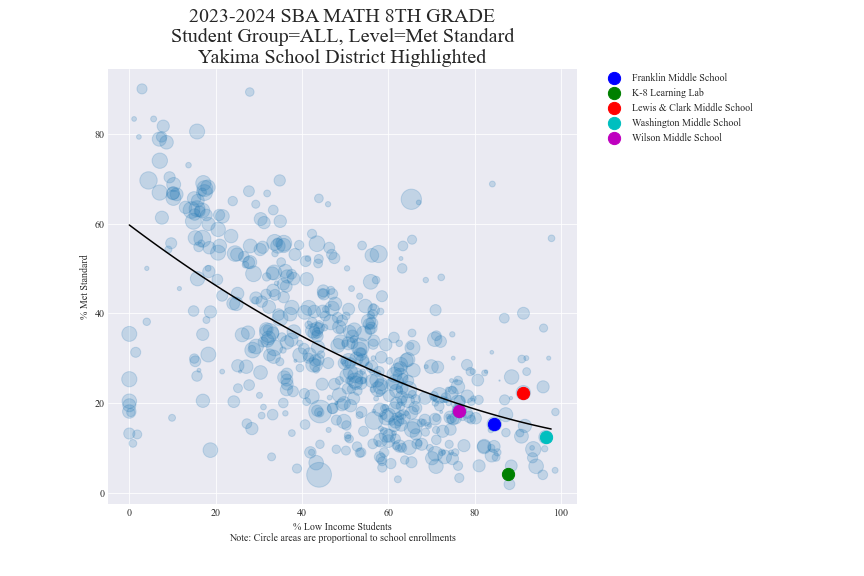 2023-2024 SBA MATH 8TH GRADE
Student Group=ALL, Level=Met Standard
Yakima School District Highlighted
Franklin Middle School
K-8 Learning Lab
Lewis & Clark Middle School
Washington Middle School
Wilson Middle School
% Met Standard
80
60
40
20
0
0 20 40 60 80 100
% Low Income Students
Note: Circle areas are proportional to school enrollments